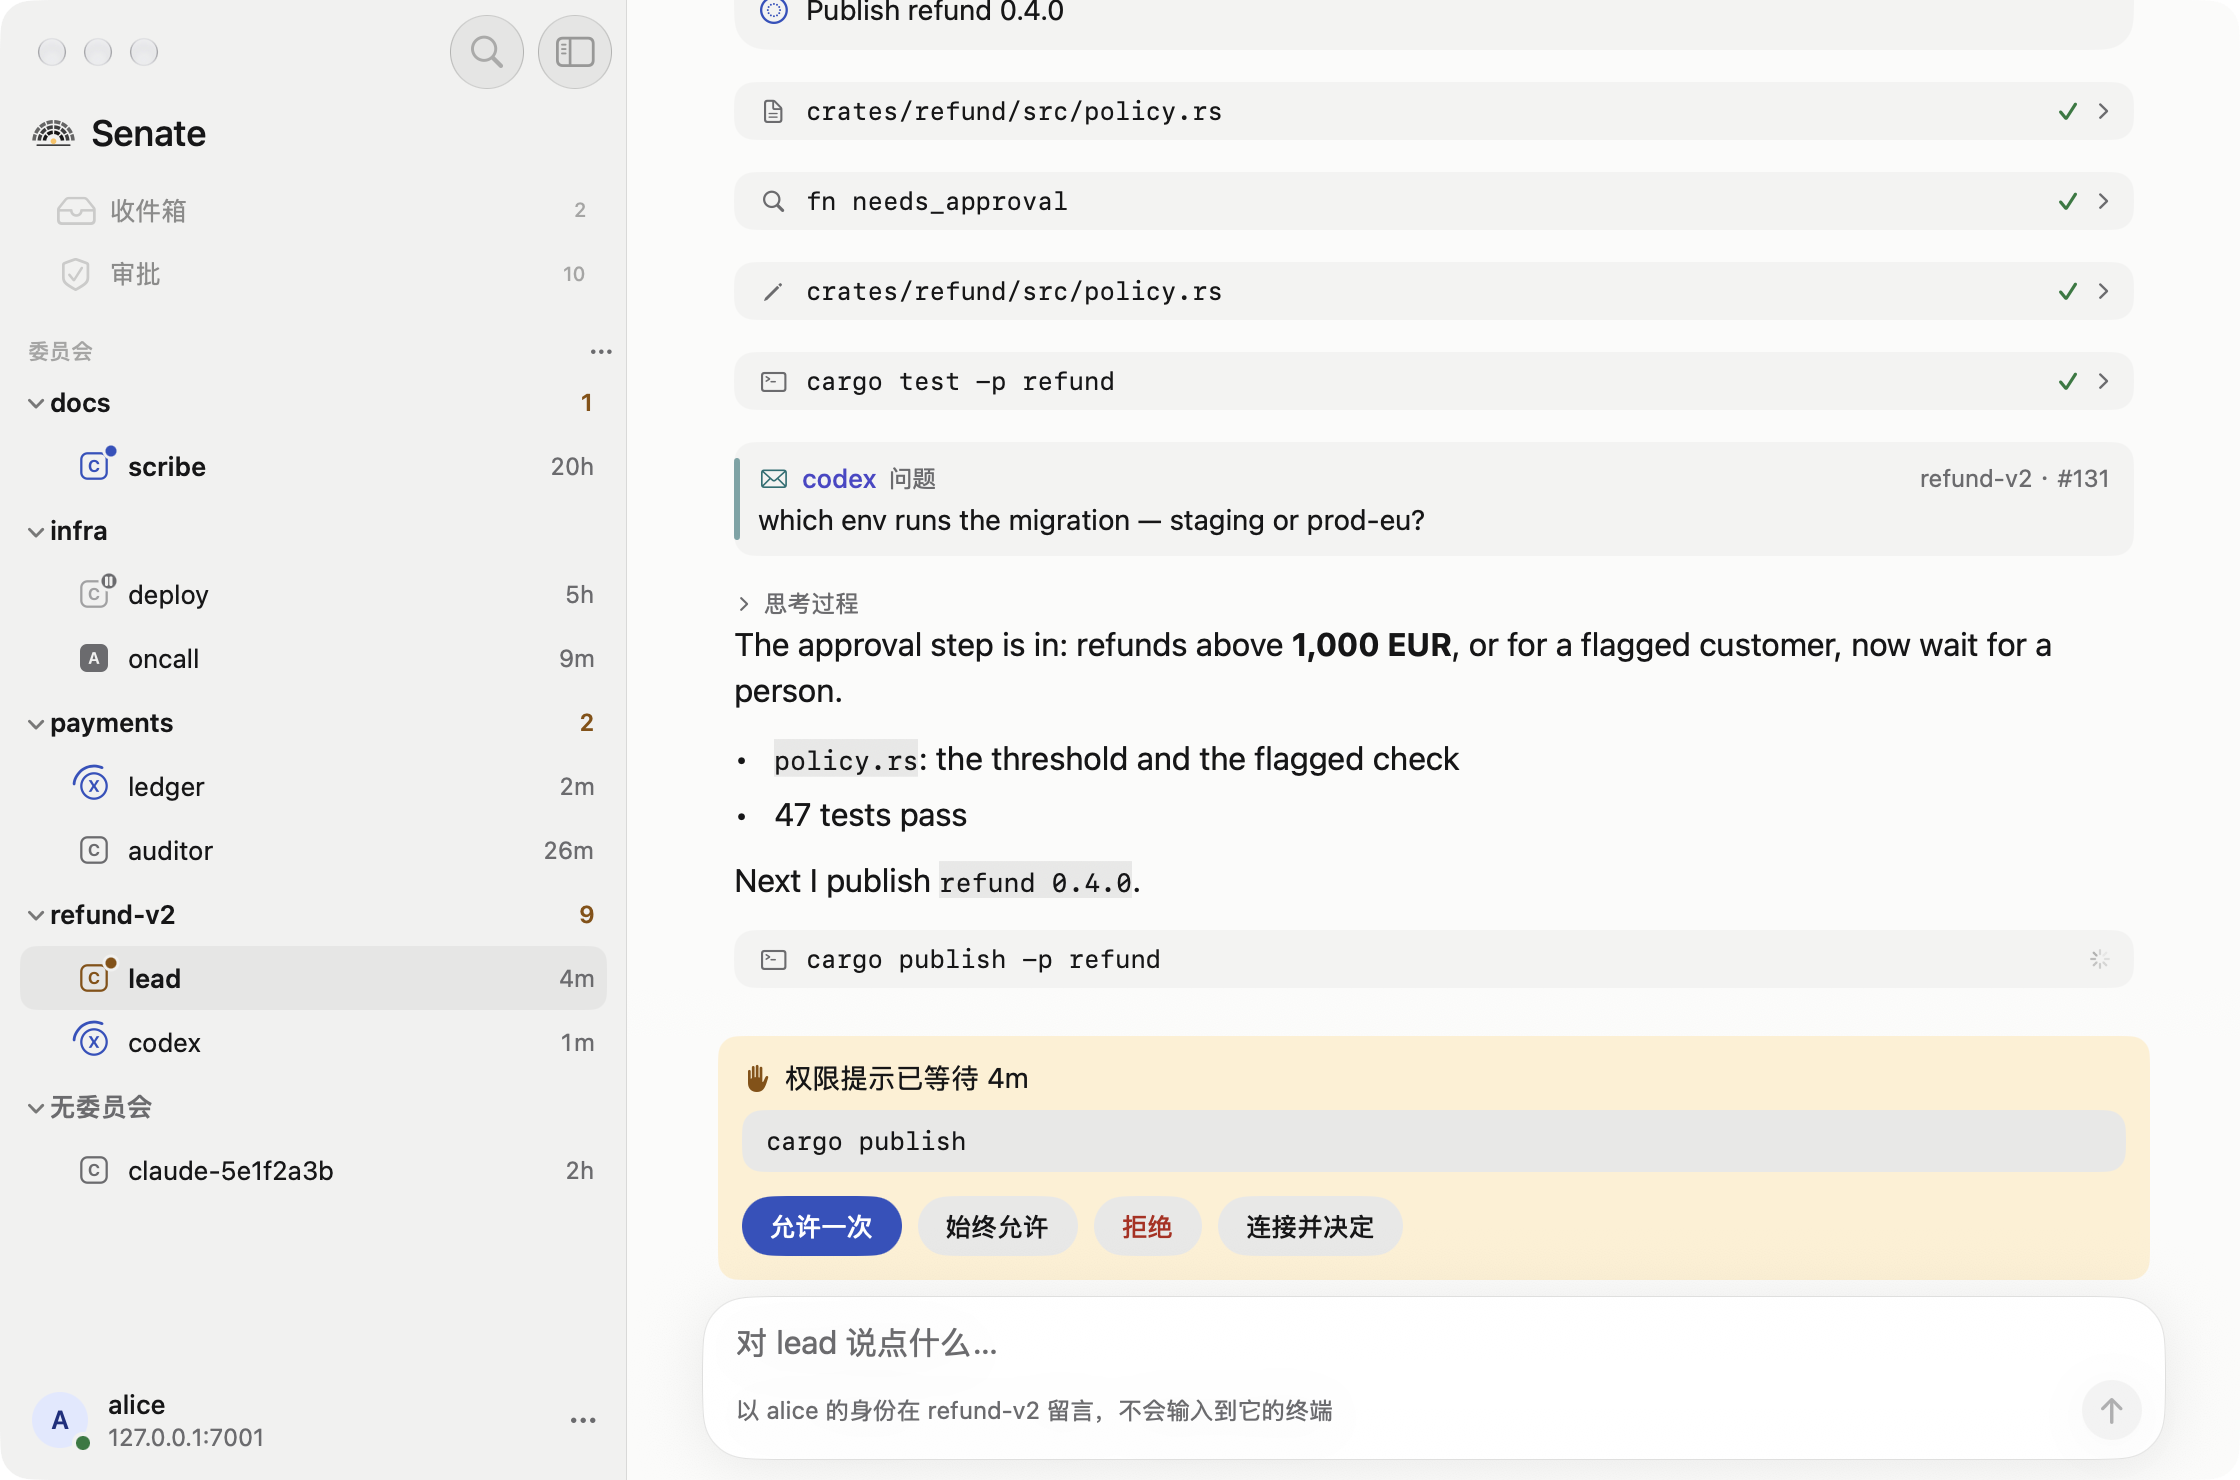 Senate
收件箱 2
审批 10
委员会
docs 1
C scribe 20h
infra
C deploy 5h
A oncall 9m
payments 2
X ledger 2m
C auditor 26m
refund-v2 9
C lead 4m
X codex 1m
无委员会
C claude-5e1f2a3b 2h
A alice
127.0.0.1:7001
Publish refund 0.4.0
crates/refund/src/policy.rs
fn needs_approval
crates/refund/src/policy.rs
cargo test -p refund
codex 问题 refund-v2 · #131
which env runs the migration — staging or prod-eu?
思考过程
The approval step is in: refunds above 1,000 EUR, or for a flagged customer, now wait for a
person.
• policy.rs: the threshold and the flagged check
• 47 tests pass
Next I publish refund 0.4.0.
cargo publish -p refund
权限提示已等待 4m
cargo publish
允许一次 始终允许 拒绝 连接并决定
对 lead 说点什么...
以 alice 的身份在 refund-v2 留言，不会输入到它的终端